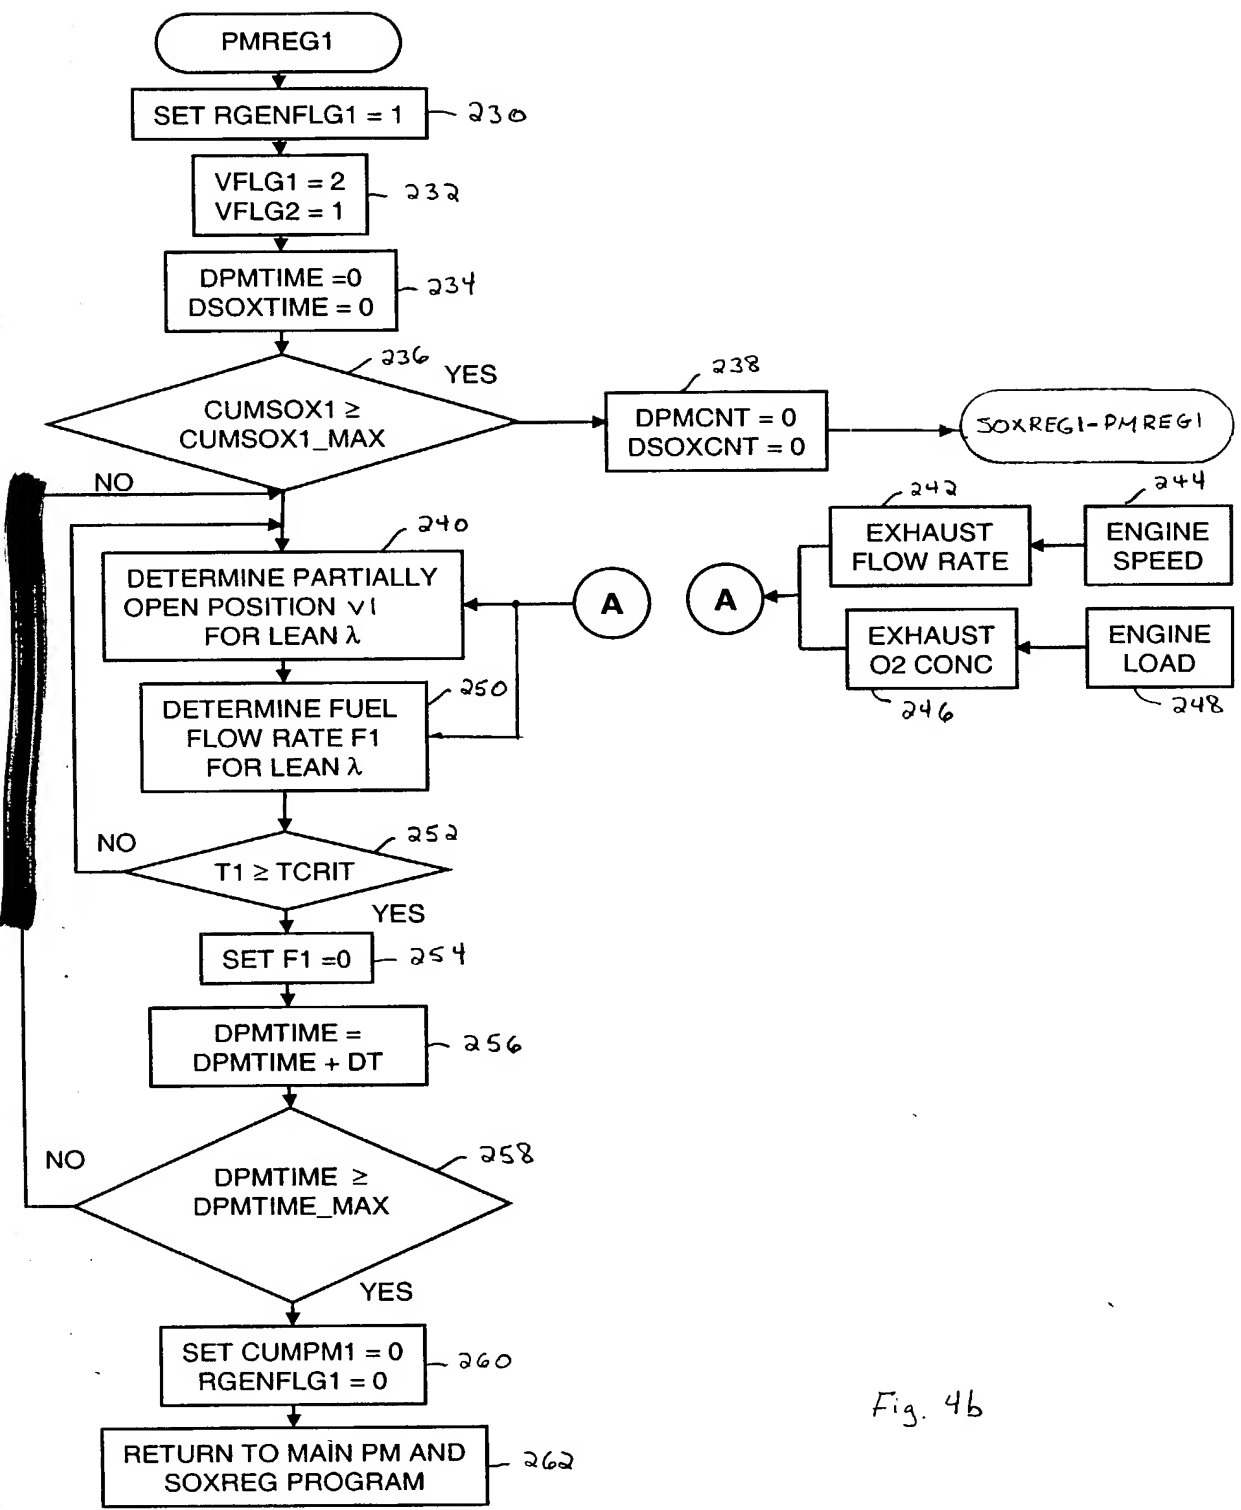 PMREG1
SET RGENFLG1 = 1
230
VFLG1 = 2
VFLG2 = 1
232
DPMTIME =0
DSOXTIME = 0
234
236
YES
CUMSOX1 ≥
CUMSOX1_MAX
238
DPMCNT = 0
DSOXCNT = 0
SOXREG1-PMREG1
NO
240
DETERMINE PARTIALLY
OPEN POSITION v1
FOR LEAN λ
A
A
242
EXHAUST
FLOW RATE
244
ENGINE
SPEED
EXHAUST
O2 CONC
246
ENGINE
LOAD
248
250
DETERMINE FUEL
FLOW RATE F1
FOR LEAN λ
NO
252
T1 ≥ TCRIT
YES
SET F1 =0
254
DPMTIME =
DPMTIME + DT
256
NO
258
DPMTIME ≥
DPMTIME_MAX
YES
SET CUMPM1 = 0
RGENFLG1 = 0
260
RETURN TO MAIN PM AND
SOXREG PROGRAM
262
Fig. 4b